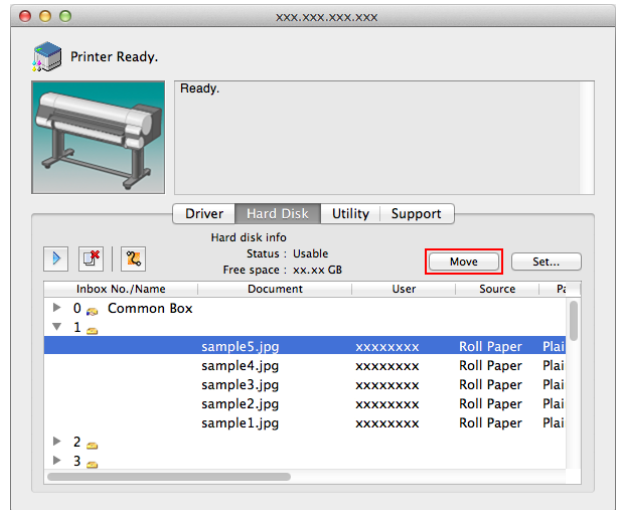 xxx.xxx.xxx.xxx
Printer Ready.
Ready.
Driver Hard Disk Utility Support
Hard disk info
Status : Usable
Free space : xx.xx GB
Move Set...
Inbox No./Name Document User Source Pa
0 Common Box
1
sample5.jpg xxxxxxxx Roll Paper Plai
sample4.jpg xxxxxxxx Roll Paper Plai
sample3.jpg xxxxxxxx Roll Paper Plai
sample2.jpg xxxxxxxx Roll Paper Plai
sample1.jpg xxxxxxxx Roll Paper Plai
2
3